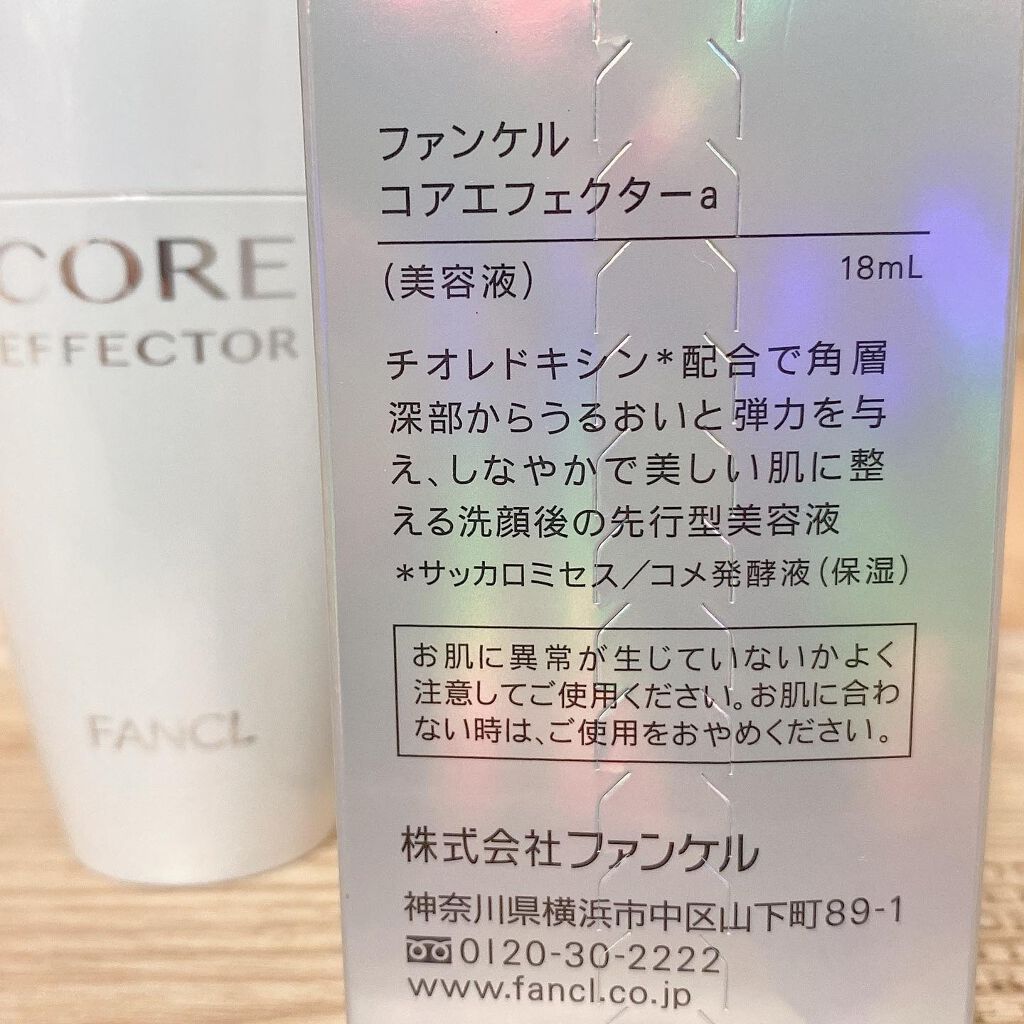 CORE
EFFECTOR
FANCL
ファンケル
コアエフェクターa
(美容液)
18mL
チオレドキシン*配合で角層
深部からうるおいと弾力を与
え、しなやかで美しい肌に整
える洗顔後の先行型美容液
*サッカロミセス/コメ発酵液(保湿)
お肌に異常が生じていないかよく
注意してご使用ください。お肌に合わ
ない時は、ご使用をおやめください。
株式会社ファンケル
神奈川県横浜市中区山下町89-1
0120-30-2222
www.fancl.co.jp